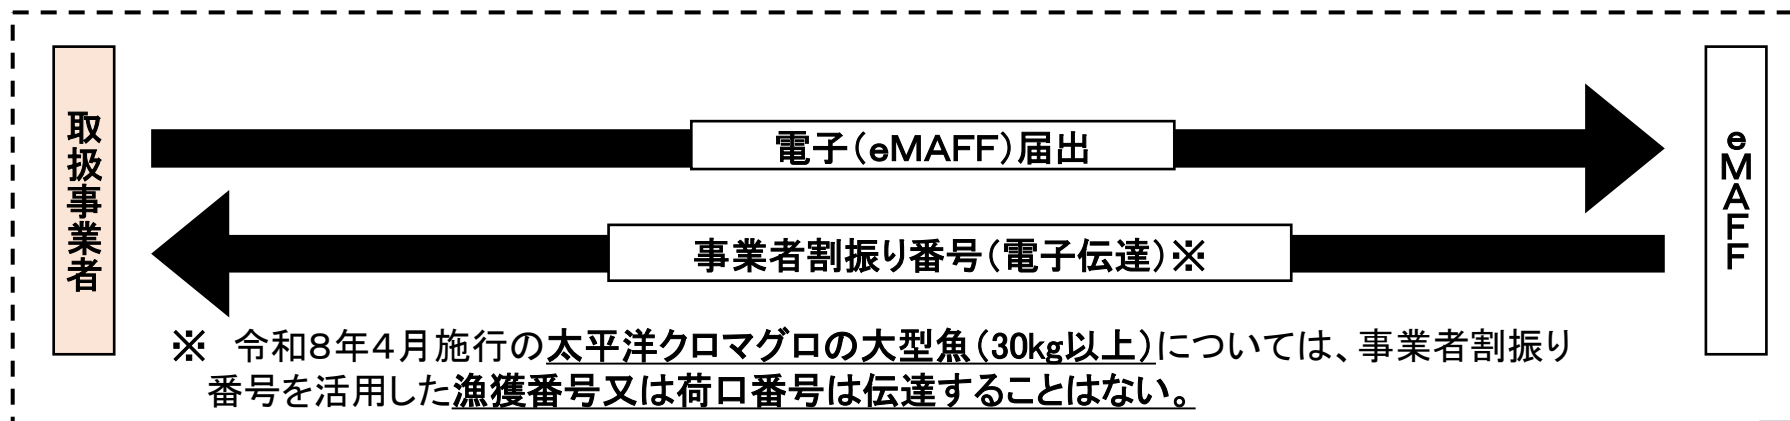 取扱事業者
電子（eMAFF）届出
eMAFF
事業者割振り番号（電子伝達）※
※　令和８年４月施行の太平洋クロマグロの大型魚（30kg以上）については、事業者割振り
番号を活用した漁獲番号又は荷口番号は伝達することはない。